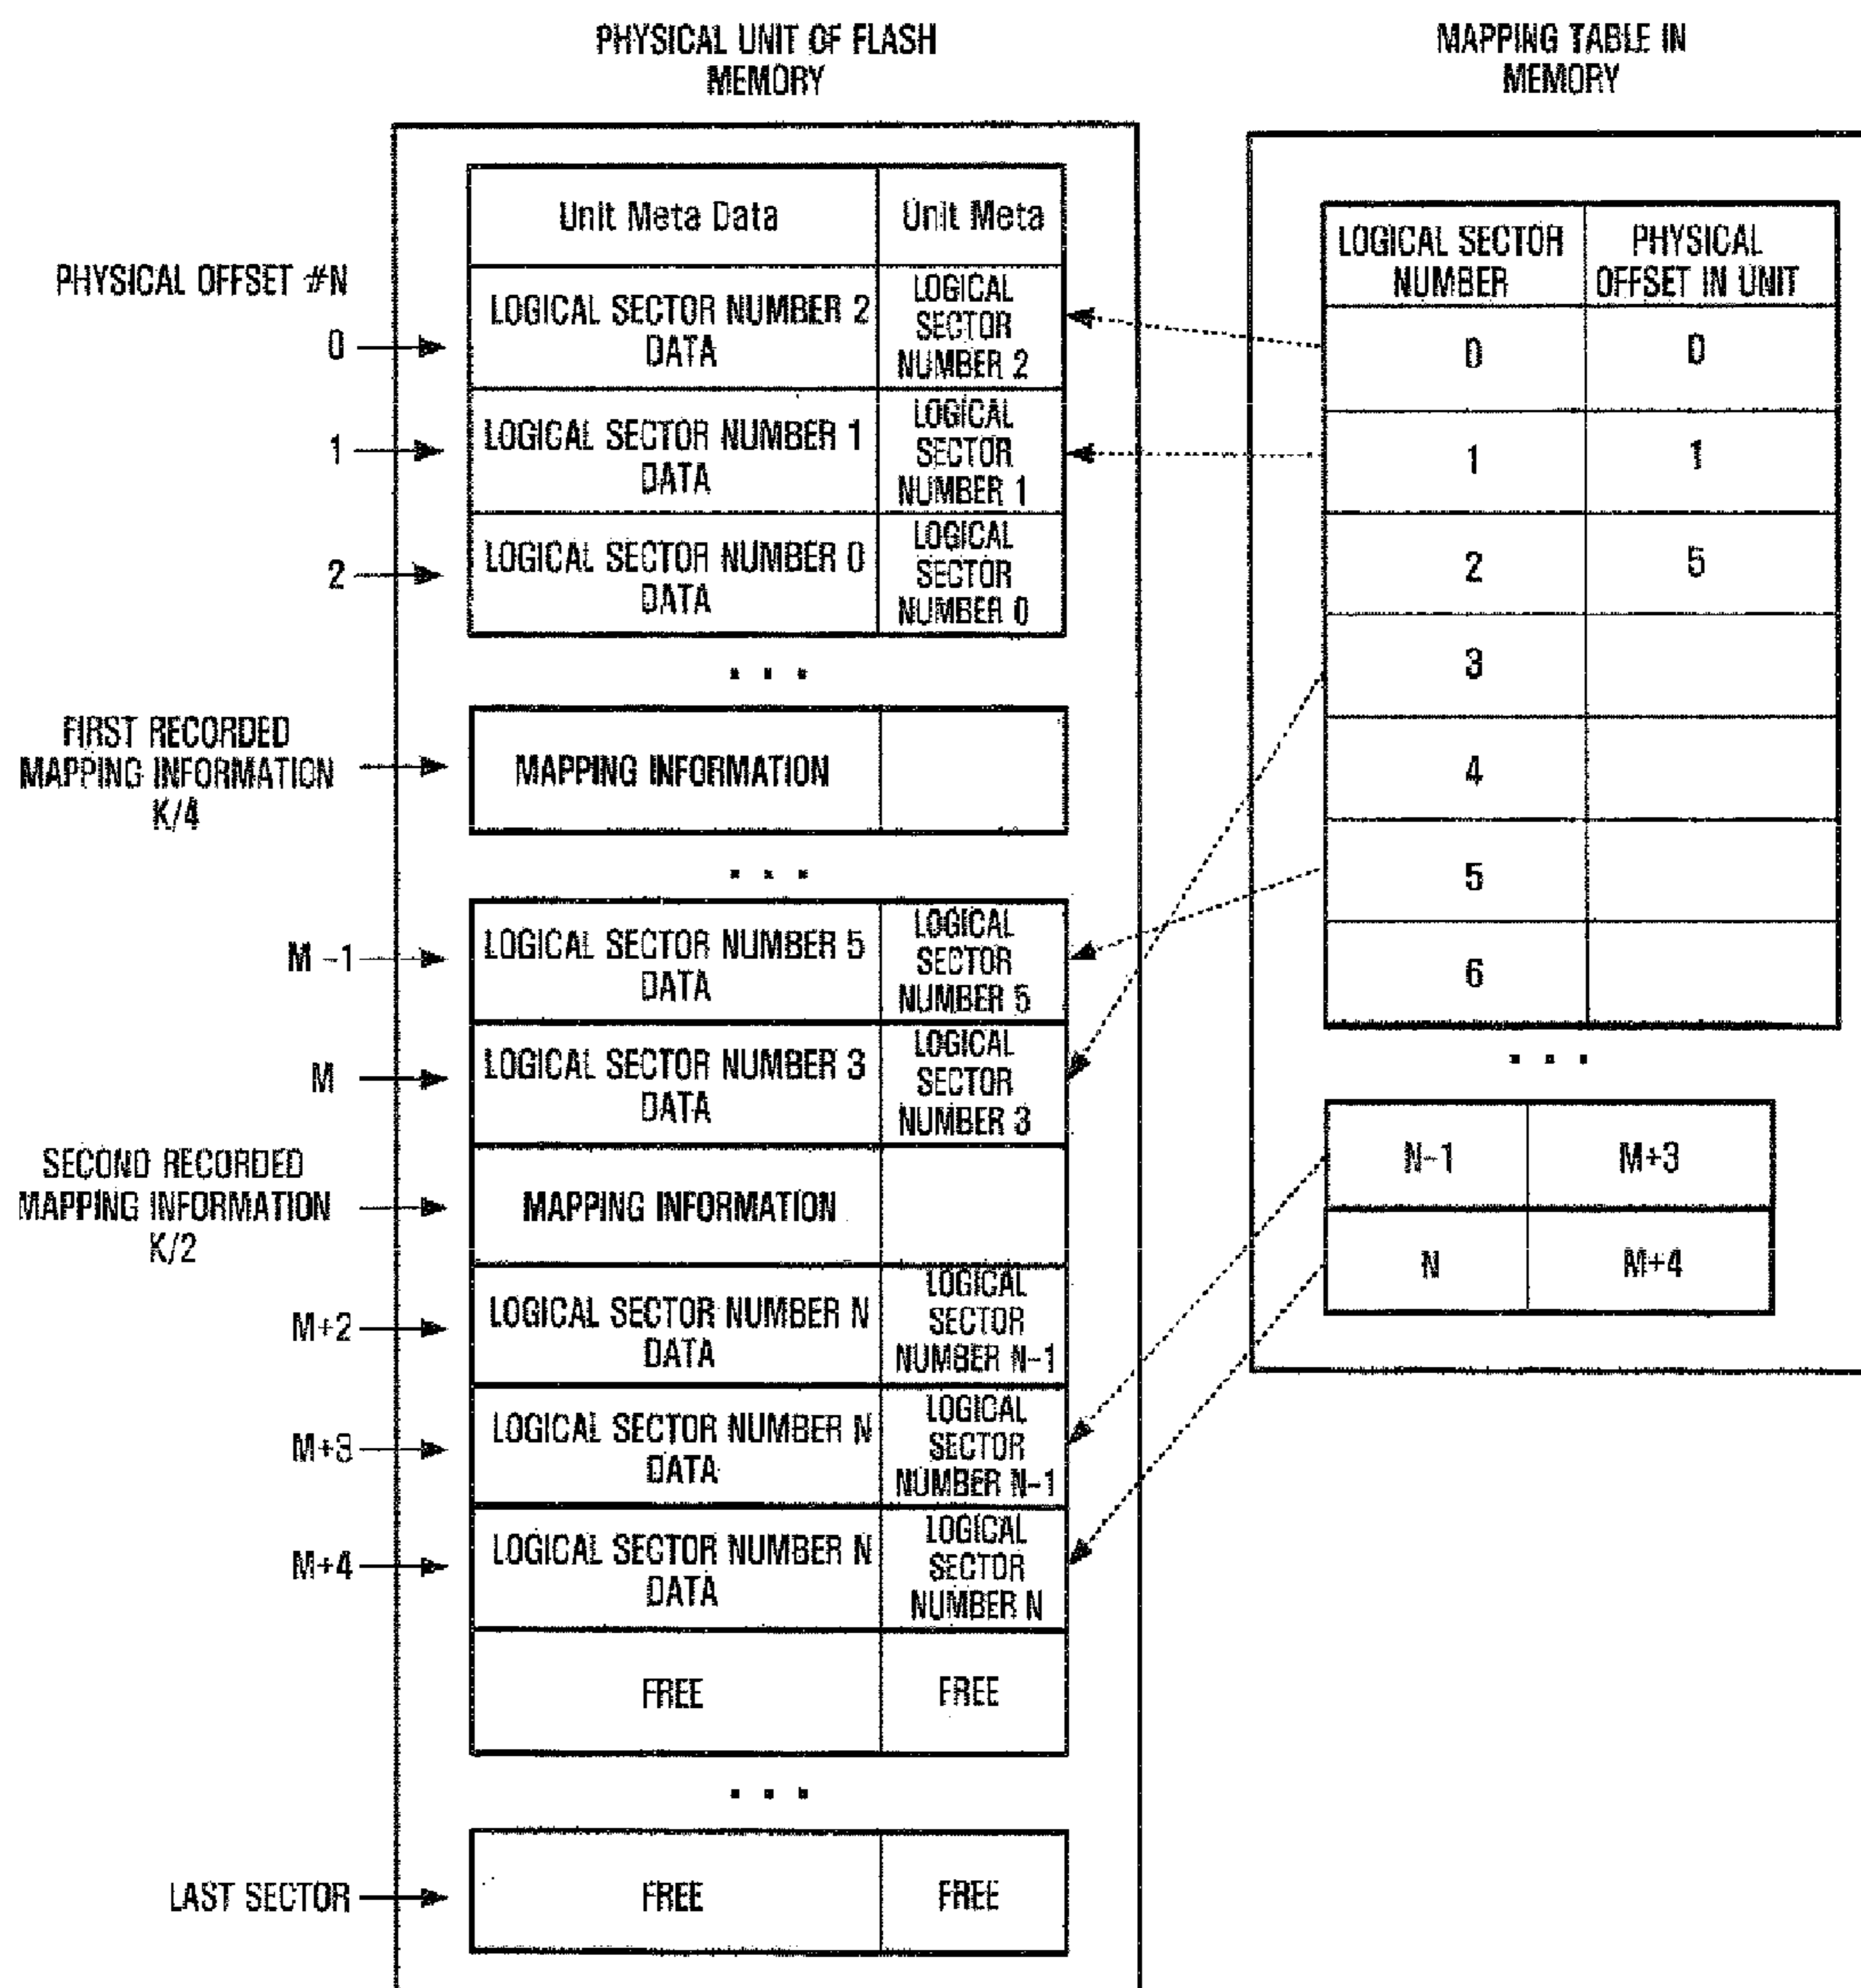 PHYSICAL UNIT OF FLASH
MEMORY
MAPPING TABLE IN
MEMORY
Unit Meta Data
Unit Meta
PHYSICAL OFFSET #N
0
LOGICAL SECTOR NUMBER 2
DATA
LOGICAL
SECTOR
NUMBER 2
1
LOGICAL SECTOR NUMBER 1
DATA
LOGICAL
SECTOR
NUMBER 1
2
LOGICAL SECTOR NUMBER 0
DATA
LOGICAL
SECTOR
NUMBER 0
. . .
FIRST RECORDED
MAPPING INFORMATION
K/4
MAPPING INFORMATION
. . .
M -1
LOGICAL SECTOR NUMBER 5
DATA
LOGICAL
SECTOR
NUMBER 5
M
LOGICAL SECTOR NUMBER 3
DATA
LOGICAL
SECTOR
NUMBER 3
SECOND RECORDED
MAPPING INFORMATION
K/2
MAPPING INFORMATION
M+2
LOGICAL SECTOR NUMBER N
DATA
LOGICAL
SECTOR
NUMBER N-1
M+3
LOGICAL SECTOR NUMBER N
DATA
LOGICAL
SECTOR
NUMBER N-1
M+4
LOGICAL SECTOR NUMBER N
DATA
LOGICAL
SECTOR
NUMBER N
FREE
FREE
. . .
LAST SECTOR
FREE
FREE
LOGICAL SECTOR
NUMBER
PHYSICAL
OFFSET IN UNIT
0
0
1
1
2
5
3
4
5
6
. . .
N-1
M+3
N
M+4